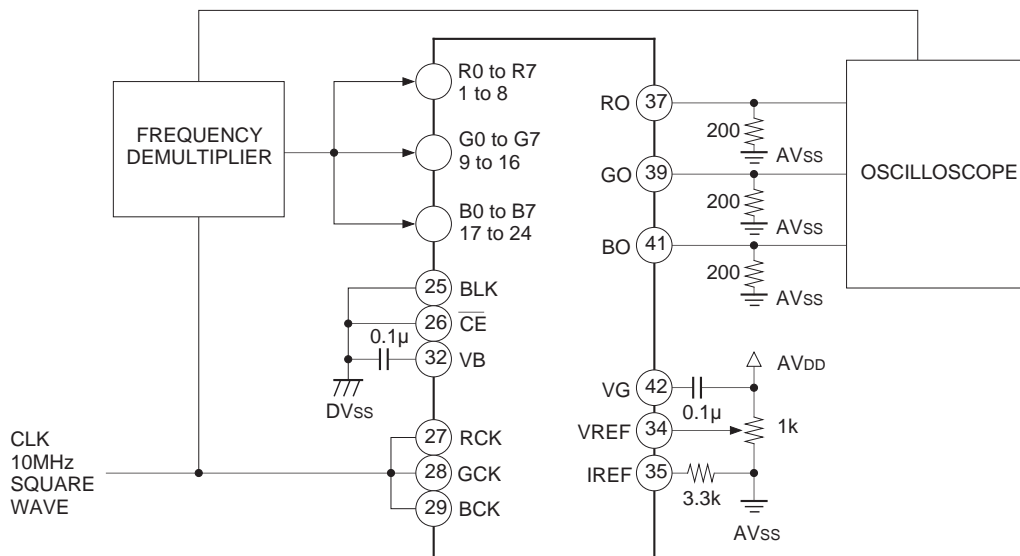 FREQUENCY
DEMULTIPLIER
R0 to R7
1 to 8
G0 to G7
9 to 16
B0 to B7
17 to 24
25
BLK
26
CE
0.1µ
32
VB
DVSS
CLK
10MHz
SQUARE
WAVE
27
RCK
28
GCK
29
BCK
RO
37
200
AVSS
GO
39
200
AVSS
BO
41
200
AVSS
OSCILLOSCOPE
AVDD
VG
42
0.1µ
VREF
34
1k
IREF
35
3.3k
AVSS